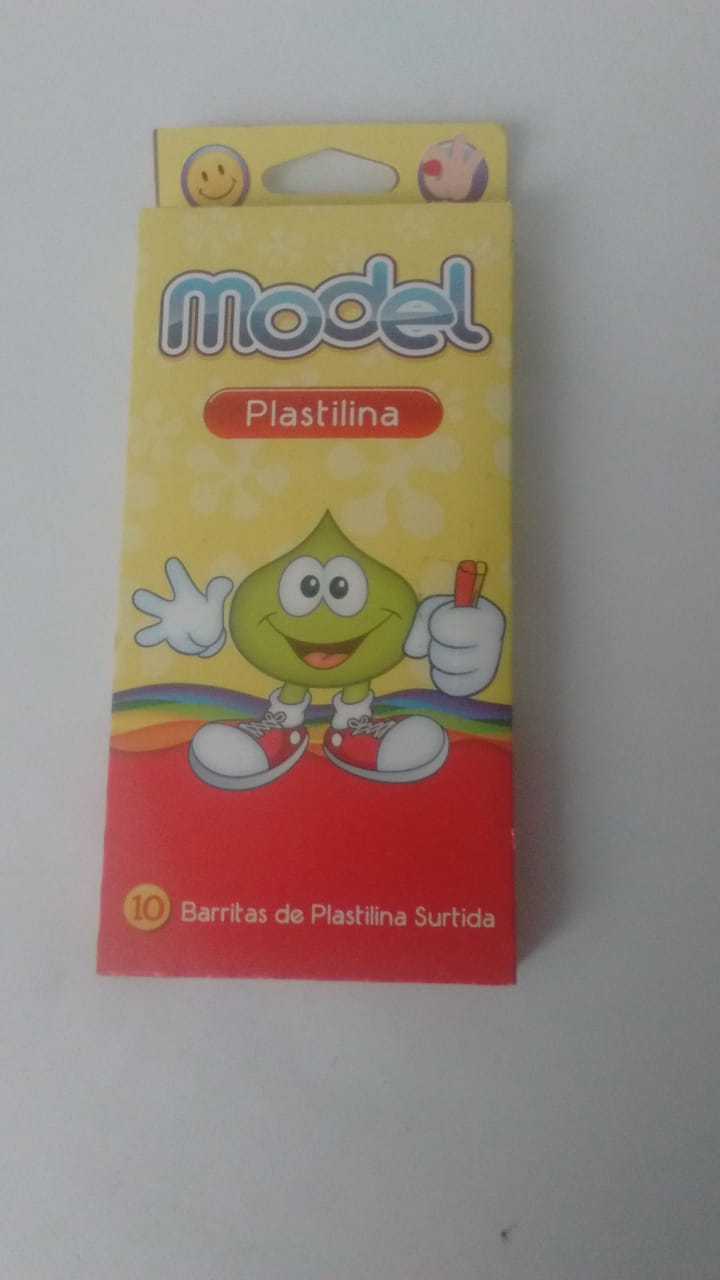 model
Plastilina
10 Barritas de Plastilina Surtida